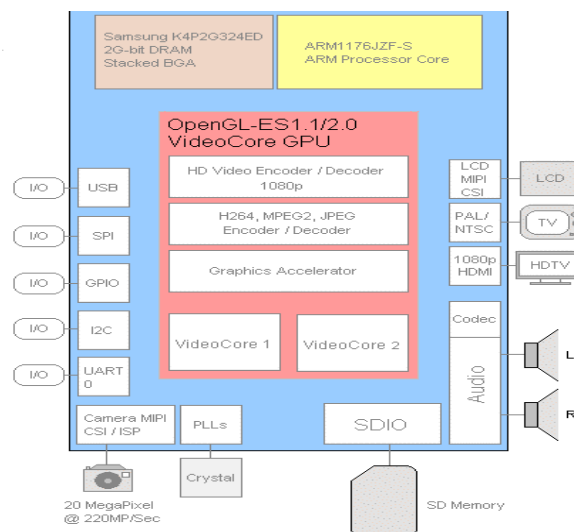 Samsung K4P2G324ED
2G-bit DRAM
Stacked BGA
ARM1176JZF-S
ARM Processor Core
OpenGL-ES1.1/2.0
VideoCore GPU
HD Video Encoder / Decoder
1080p
H264, MPEG2, JPEG
Encoder / Decoder
Graphics Accelerator
VideoCore 1
VideoCore 2
I/O
USB
I/O
SPI
I/O
GPIO
I/O
I2C
I/O
UART
0
LCD
MIPI
CSI
LCD
PAL/
NTSC
TV
1080p
HDMI
HDTV
Codec
Audio
L
R
Camera MIPI
CSI / ISP
PLLs
SDIO
Crystal
20 MegaPixel
@ 220MP/Sec
SD Memory